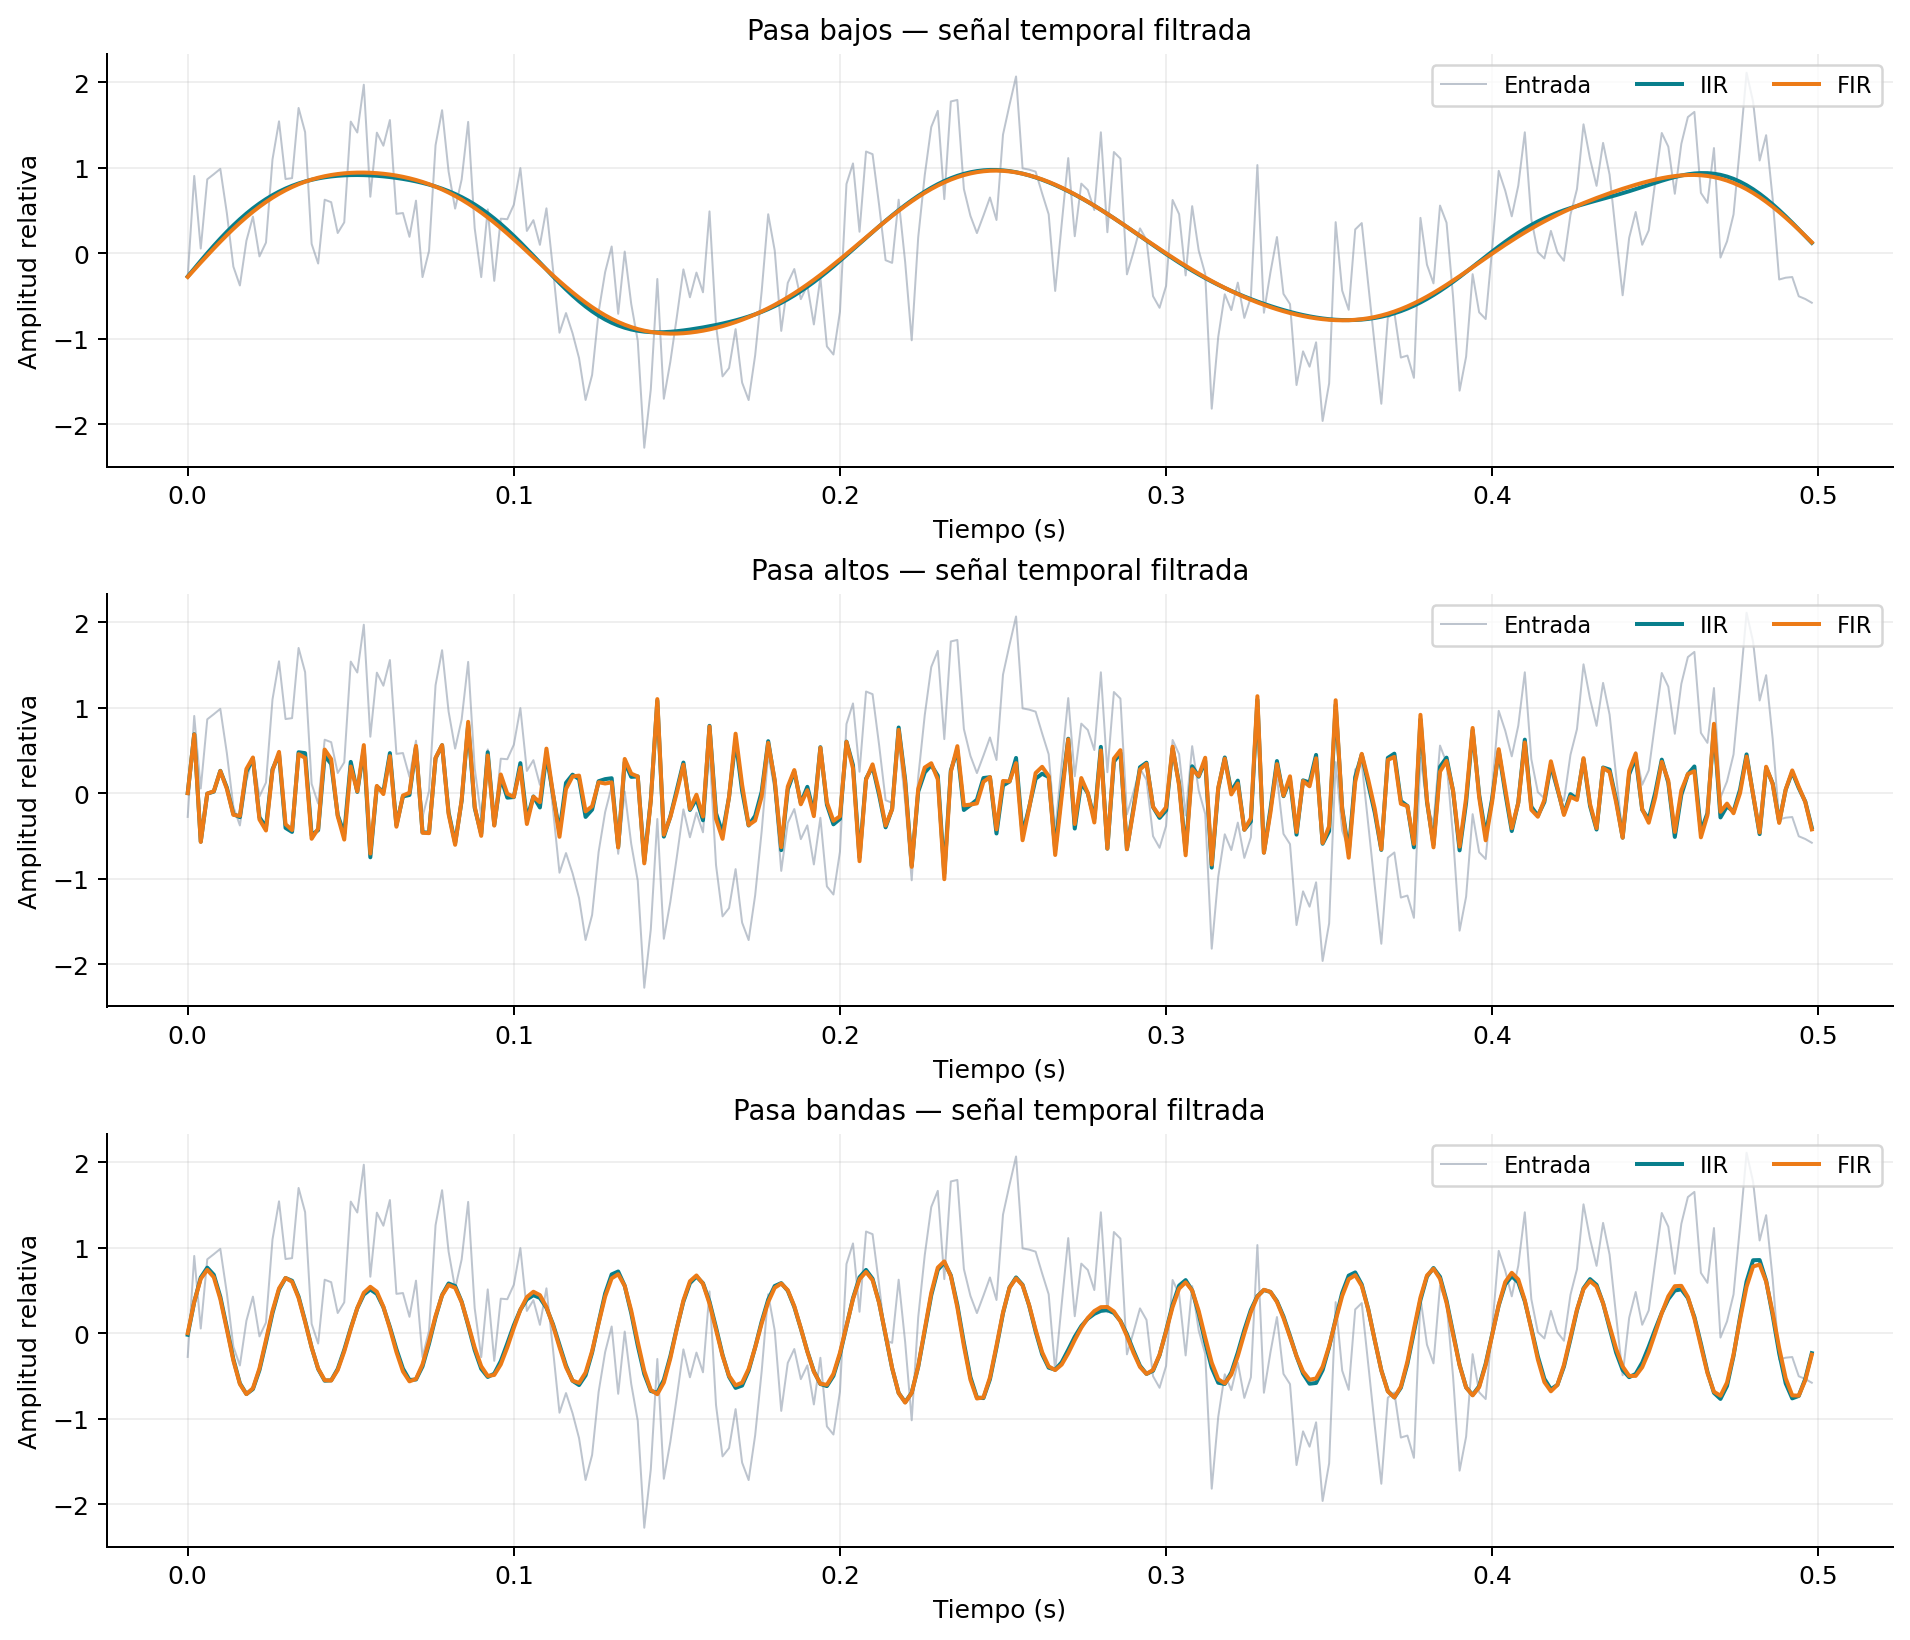 Pasa bajos — señal temporal filtrada
Entrada IIR FIR
Amplitud relativa
2
1
0
−1
−2
0.0 0.1 0.2 0.3 0.4 0.5
Tiempo (s)
Pasa altos — señal temporal filtrada
Entrada IIR FIR
Amplitud relativa
2
1
0
−1
−2
0.0 0.1 0.2 0.3 0.4 0.5
Tiempo (s)
Pasa bandas — señal temporal filtrada
Entrada IIR FIR
Amplitud relativa
2
1
0
−1
−2
0.0 0.1 0.2 0.3 0.4 0.5
Tiempo (s)